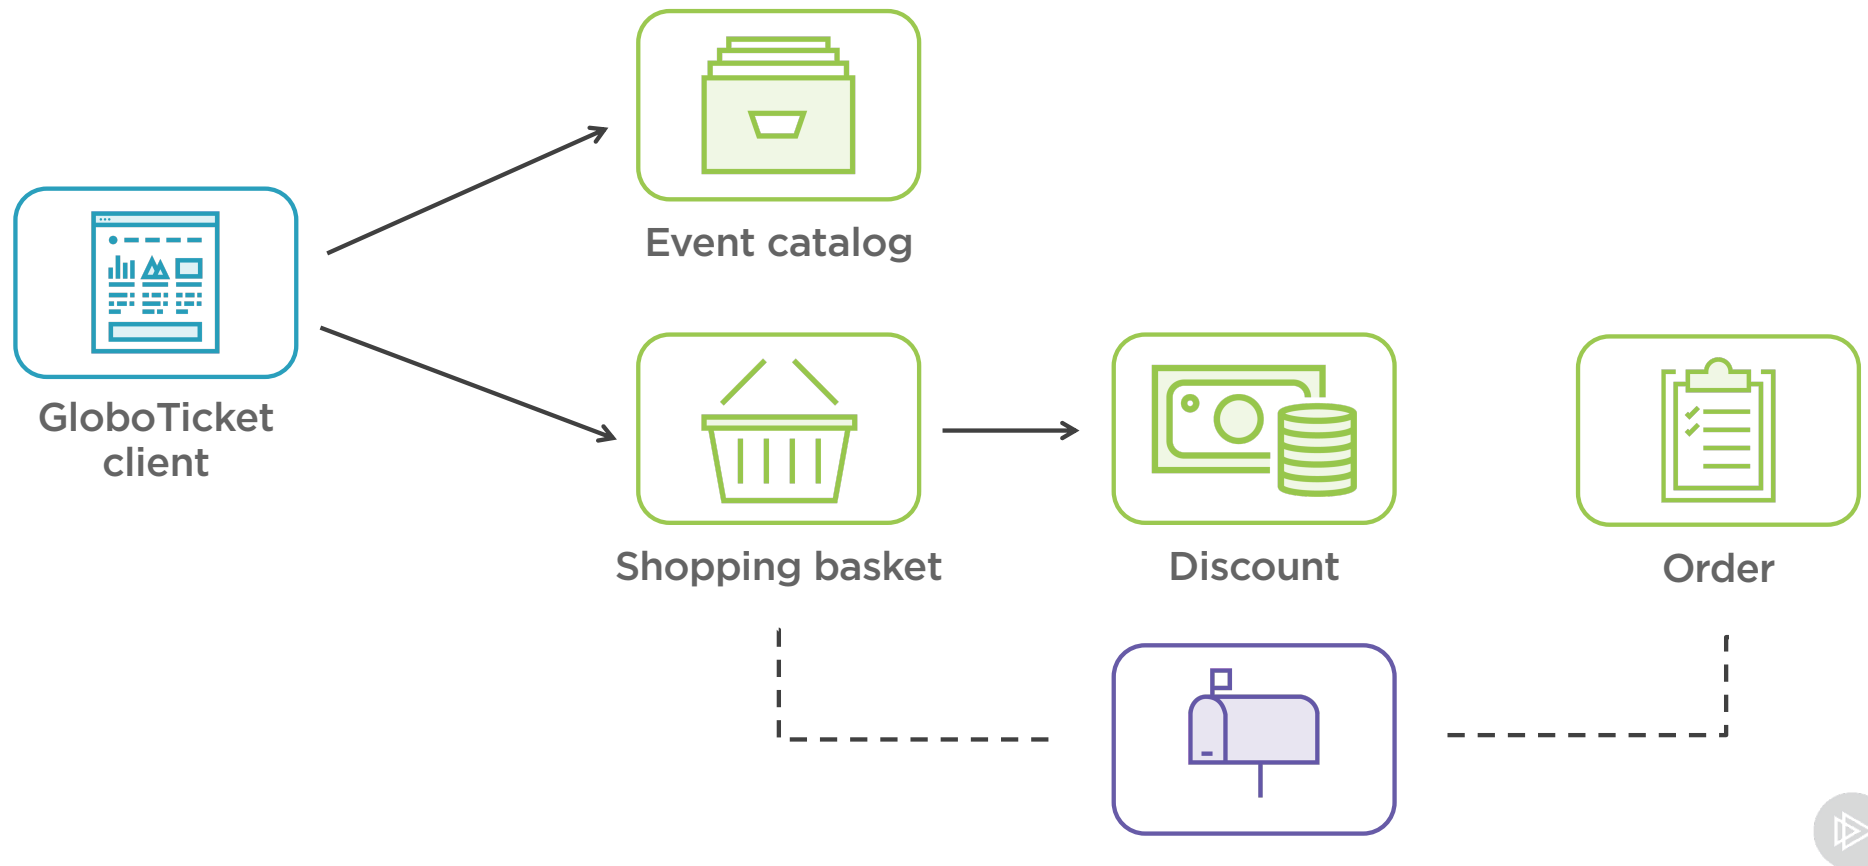 Event catalog
GloboTicket
client
Shopping basket
Discount
Order